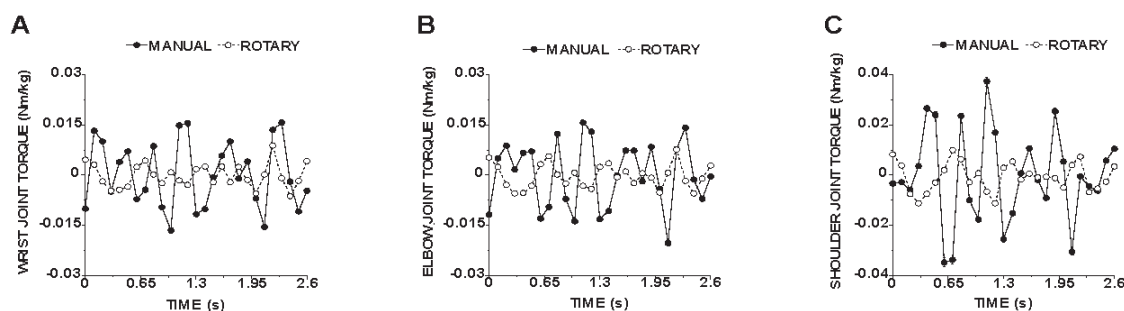 A
MANUAL ROTARY
WRIST JOINT TORQUE (Nm/kg)
0.03
0.015
0
-0.015
-0.03
0 0.65 1.3 1.95 2.6
TIME (s)
B
MANUAL ROTARY
ELBOW JOINT TORQUE (Nm/kg)
0.03
0.015
0
-0.015
-0.03
0 0.65 1.3 1.95 2.6
TIME (s)
C
MANUAL ROTARY
SHOULDER JOINT TORQUE (Nm/kg)
0.04
0.02
0
-0.02
-0.04
0 0.65 1.3 1.95 2.6
TIME (s)